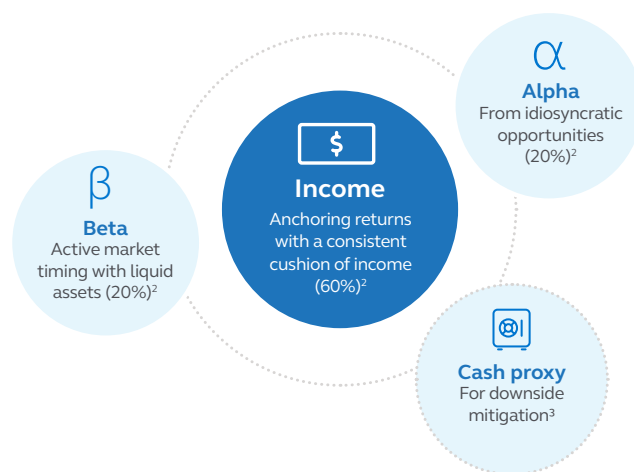 α
Alpha
From idiosyncratic
opportunities
(20%)²
$
Income
Anchoring returns
with a consistent
cushion of income
(60%)²
β
Beta
Active market
timing with liquid
assets (20%)²
Cash proxy
For downside
mitigation³